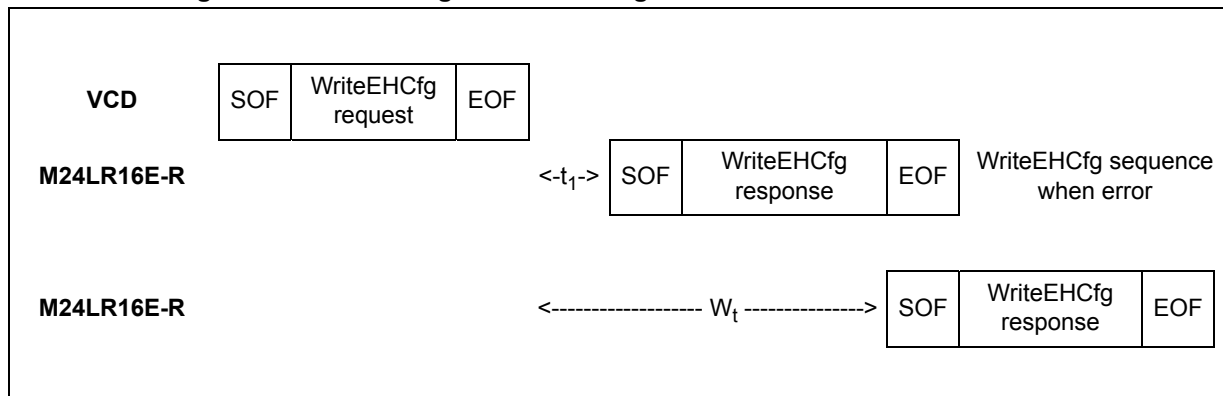 VCD
SOF
WriteEHCfg
request
EOF
M24LR16E-R
<-t1->
SOF
WriteEHCfg
response
EOF
WriteEHCfg sequence
when error
M24LR16E-R
<------------------- Wt --------------->
SOF
WriteEHCfg
response
EOF